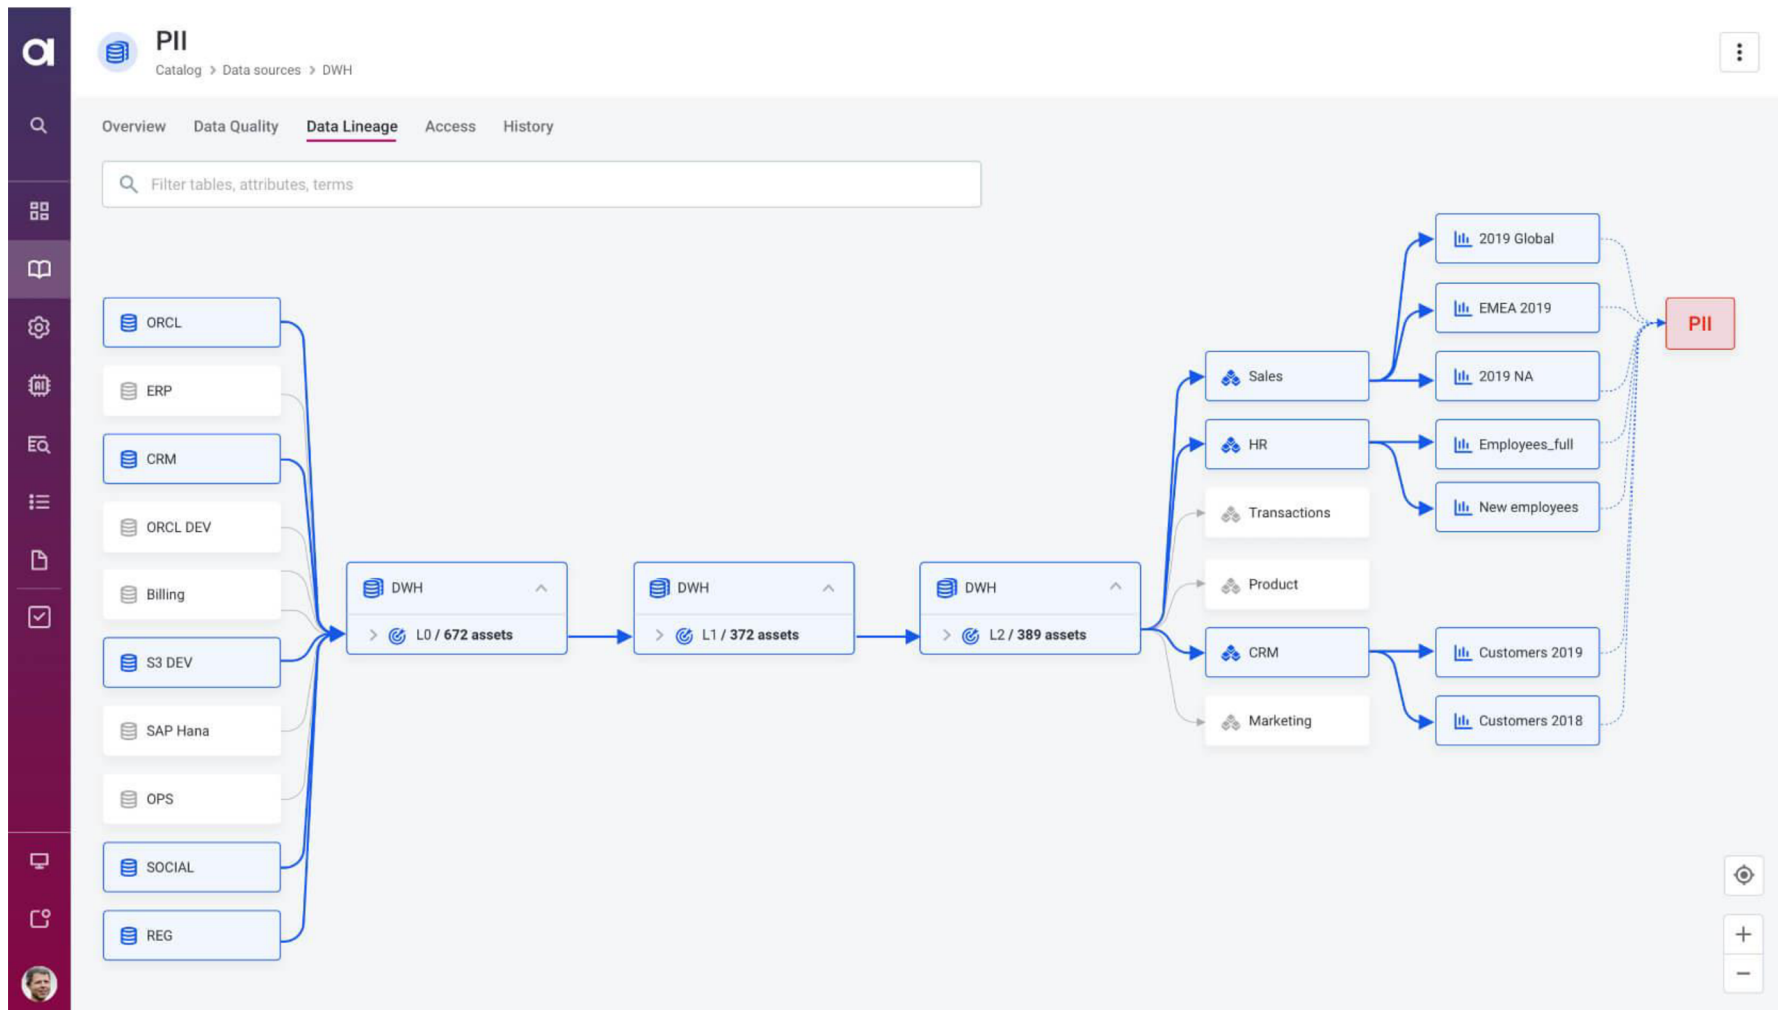 PII
Catalog > Data sources > DWH
Overview Data Quality Data Lineage Access History
Filter tables, attributes, terms
ORCL
ERP
CRM
ORCL DEV
Billing
S3 DEV
SAP Hana
OPS
SOCIAL
REG
DWH
L0 / 672 assets
DWH
L1 / 372 assets
DWH
L2 / 389 assets
Sales
HR
Transactions
Product
CRM
Marketing
2019 Global
EMEA 2019
2019 NA
Employees_full
New employees
Customers 2019
Customers 2018
PII
a
AI